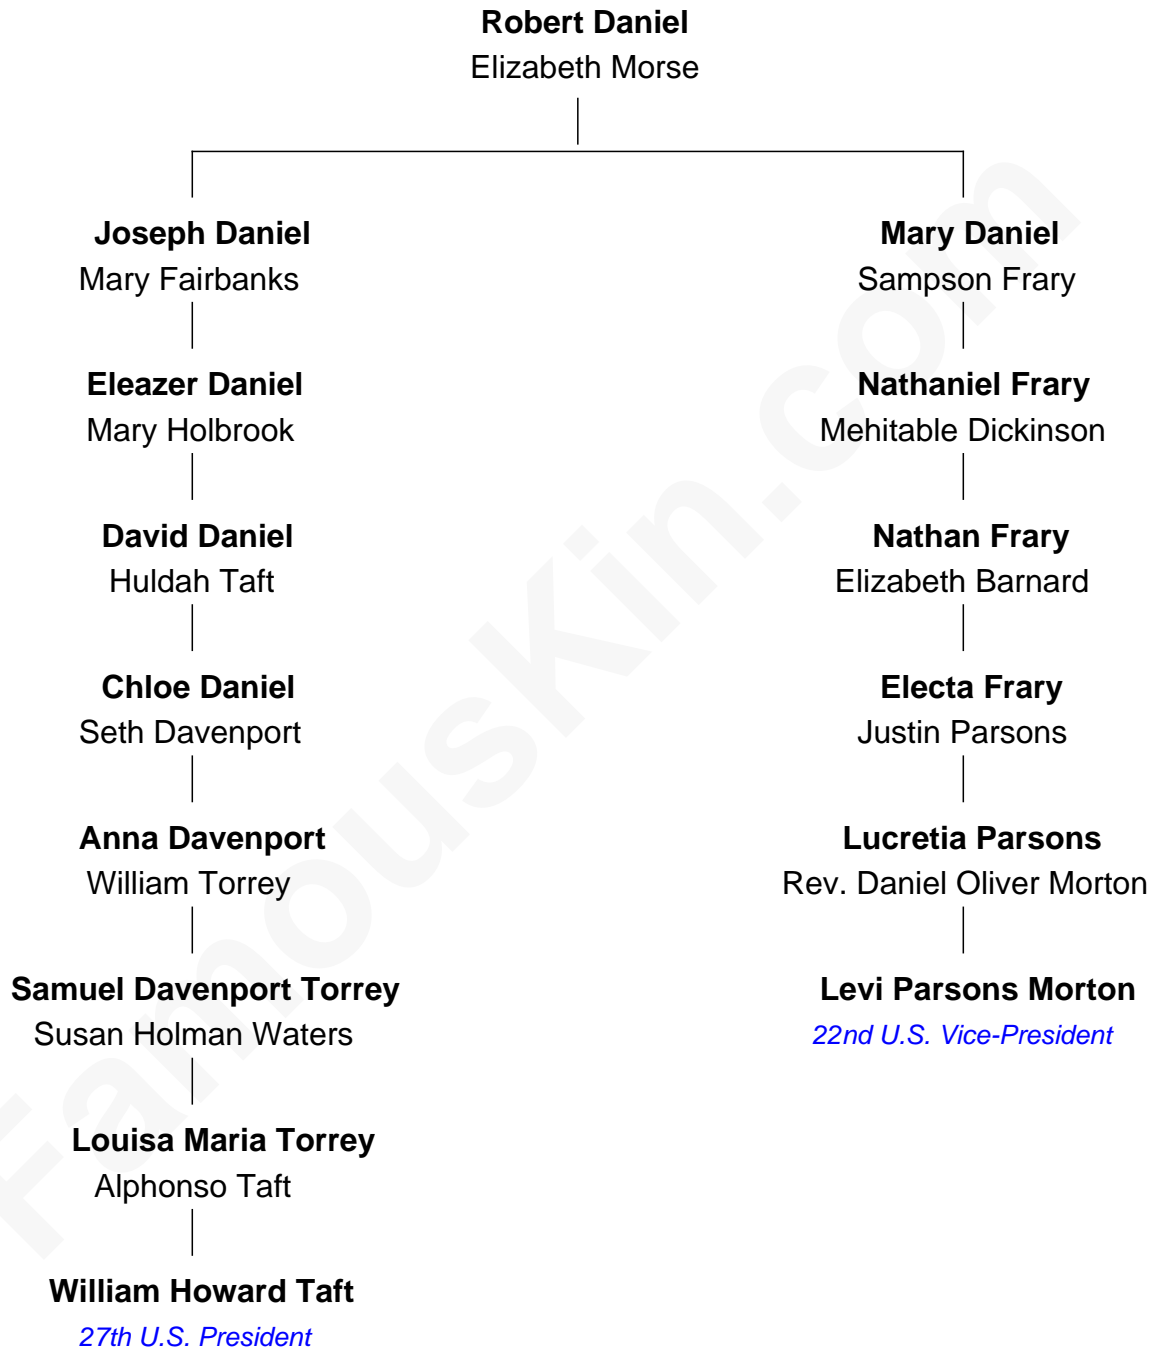 Robert Daniel
Elizabeth Morse
Joseph Daniel
Mary Fairbanks
Mary Daniel
Sampson Frary
Eleazer Daniel
Mary Holbrook
Nathaniel Frary
Mehitable Dickinson
David Daniel
Huldah Taft
Nathan Frary
Elizabeth Barnard
Chloe Daniel
Seth Davenport
Electa Frary
Justin Parsons
Anna Davenport
William Torrey
Lucretia Parsons
Rev. Daniel Oliver Morton
Samuel Davenport Torrey
Susan Holman Waters
Levi Parsons Morton
22nd U.S. Vice-President
Louisa Maria Torrey
Alphonso Taft
William Howard Taft
27th U.S. President
FamousKin.com